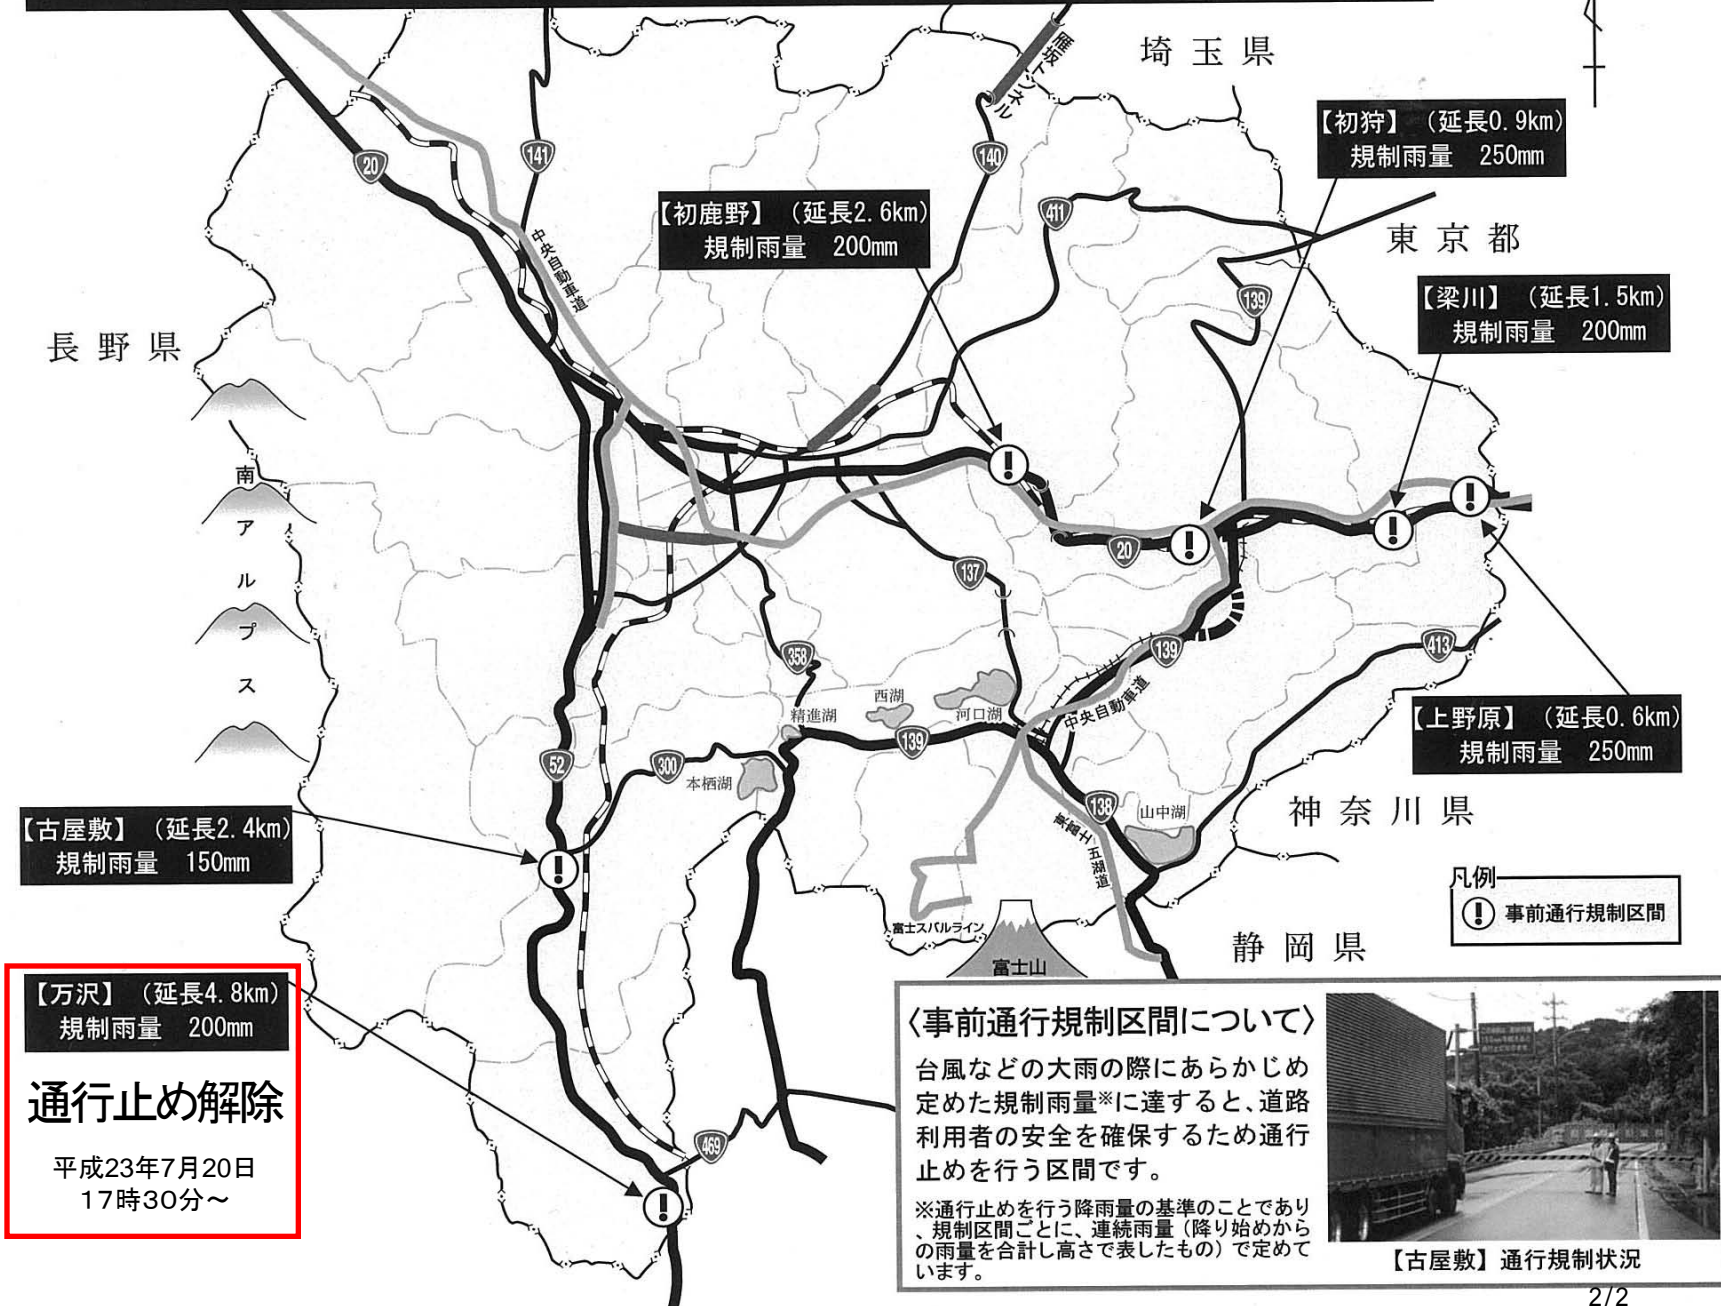 埼玉県
雁坂トンネル
【初狩】（延長0.9km）
規制雨量　250mm
20
141
140
【初鹿野】（延長2.6km）
規制雨量　200mm
411
東京都
中央自動車道
139
【梁川】（延長1.5km）
規制雨量　200mm
長野県
南アルプス
20
137
358
139
413
西湖
精進湖
河口湖
中央自動車道
【上野原】（延長0.6km）
規制雨量　250mm
139
52
300
本栖湖
138
山中湖
神奈川県
東富士五湖道
【古屋敷】（延長2.4km）
規制雨量　150mm
凡例
事前通行規制区間
富士スバルライン
富士山
静岡県
【万沢】（延長4.8km）
規制雨量　200mm
通行止め解除
平成23年7月20日
17時30分～
469
〈事前通行規制区間について〉
台風などの大雨の際にあらかじめ
定めた規制雨量※に達すると、道路
利用者の安全を確保するため通行
止めを行う区間です。
※通行止めを行う降雨量の基準のことであり
、規制区間ごとに、連続雨量（降り始めから
の雨量を合計し高さで表したもの）で定めて
います。
【古屋敷】通行規制状況
2/2